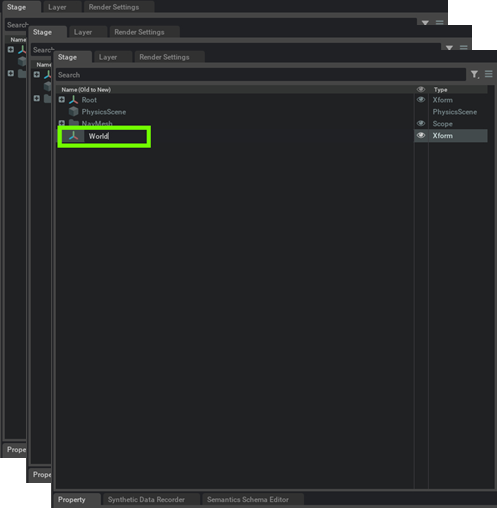 Stage Layer Render Settings
Search
Name
Prope
Stage Layer Render Settings
Search
Name
Prope
Stage Layer Render Settings
Search
Name (Old to New) Type
Root Xform
PhysicsScene PhysicsScene
NavMesh Scope
World Xform
Property Synthetic Data Recorder Semantics Schema Editor